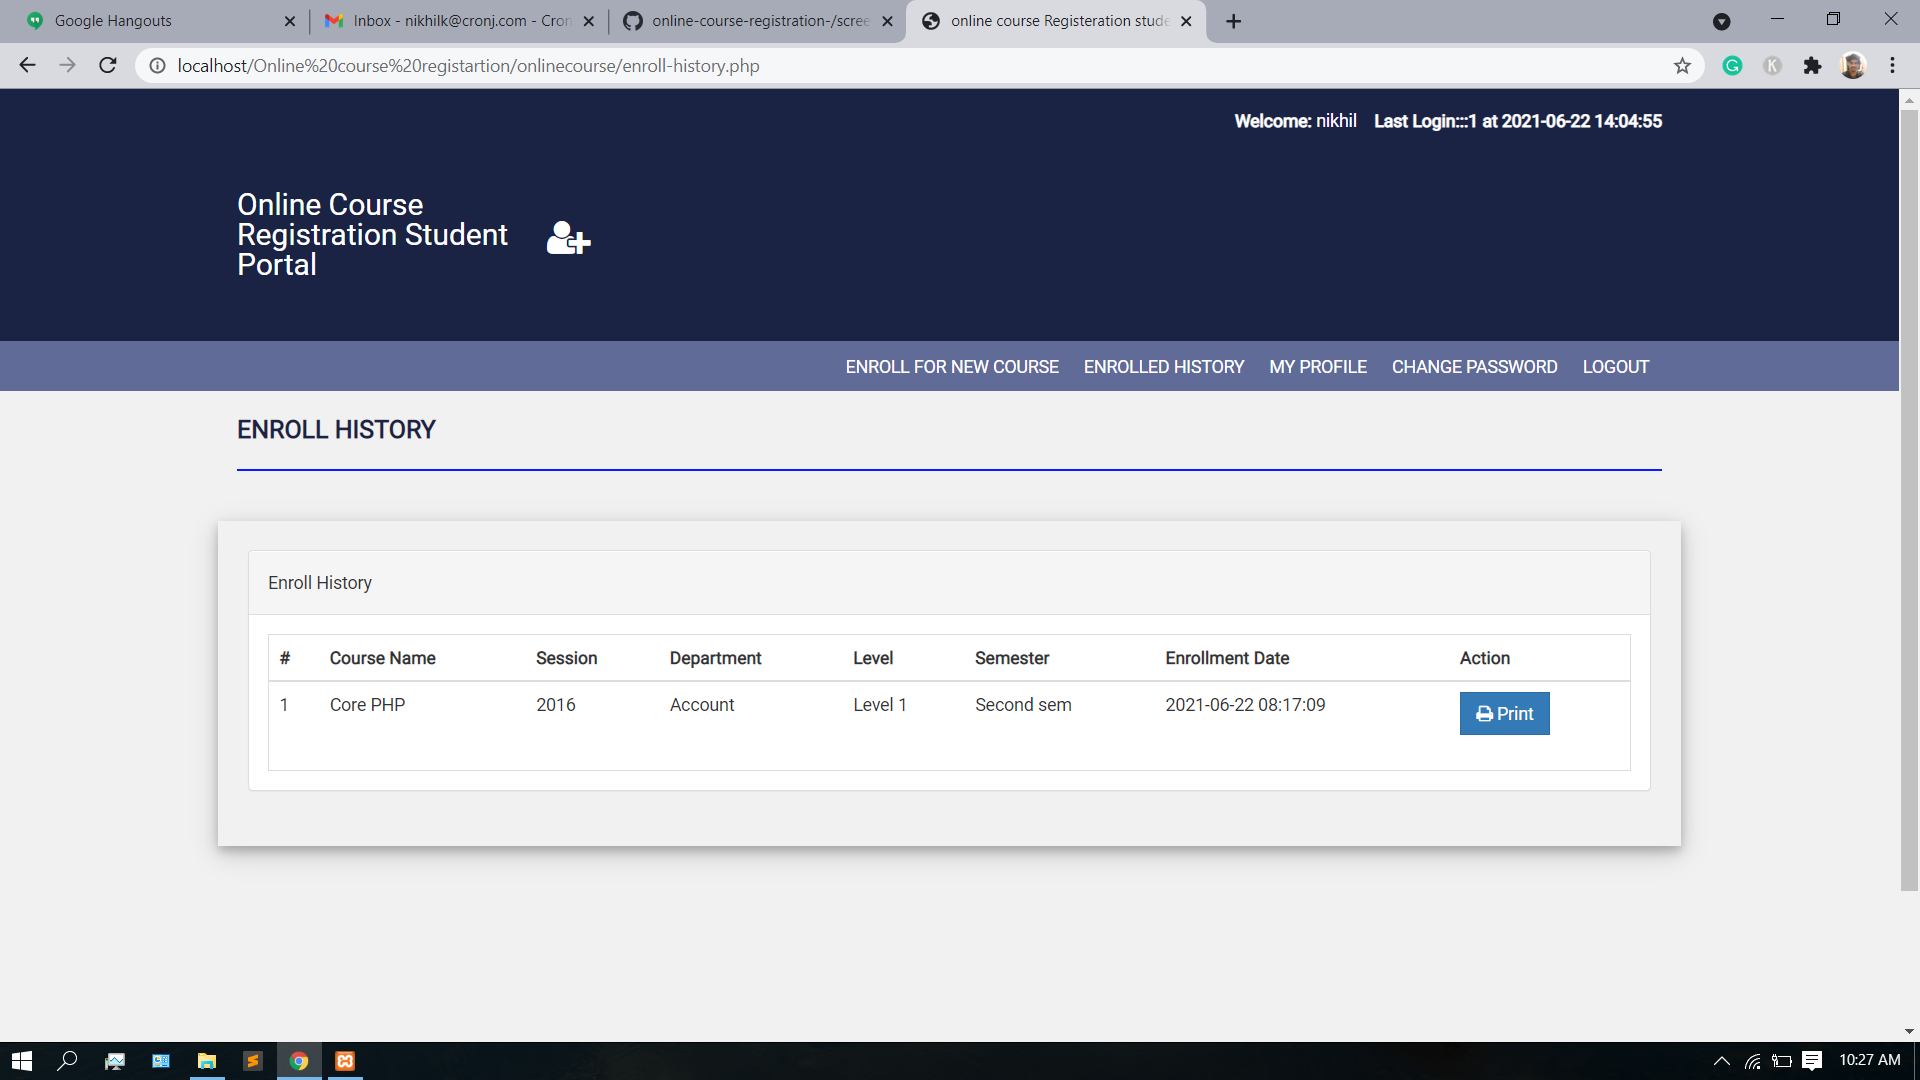 Google Hangouts
Inbox - nikhilk@cronj.com - Cron
online-course-registration-/scree
online course Registeration stude
localhost/Online%20course%20registartion/onlinecourse/enroll-history.php
Welcome: nikhil Last Login:::1 at 2021-06-22 14:04:55
Online Course
Registration Student
Portal
ENROLL FOR NEW COURSE ENROLLED HISTORY MY PROFILE CHANGE PASSWORD LOGOUT
ENROLL HISTORY
Enroll History
# Course Name Session Department Level Semester Enrollment Date Action
1 Core PHP 2016 Account Level 1 Second sem 2021-06-22 08:17:09 Print
10:27 AM